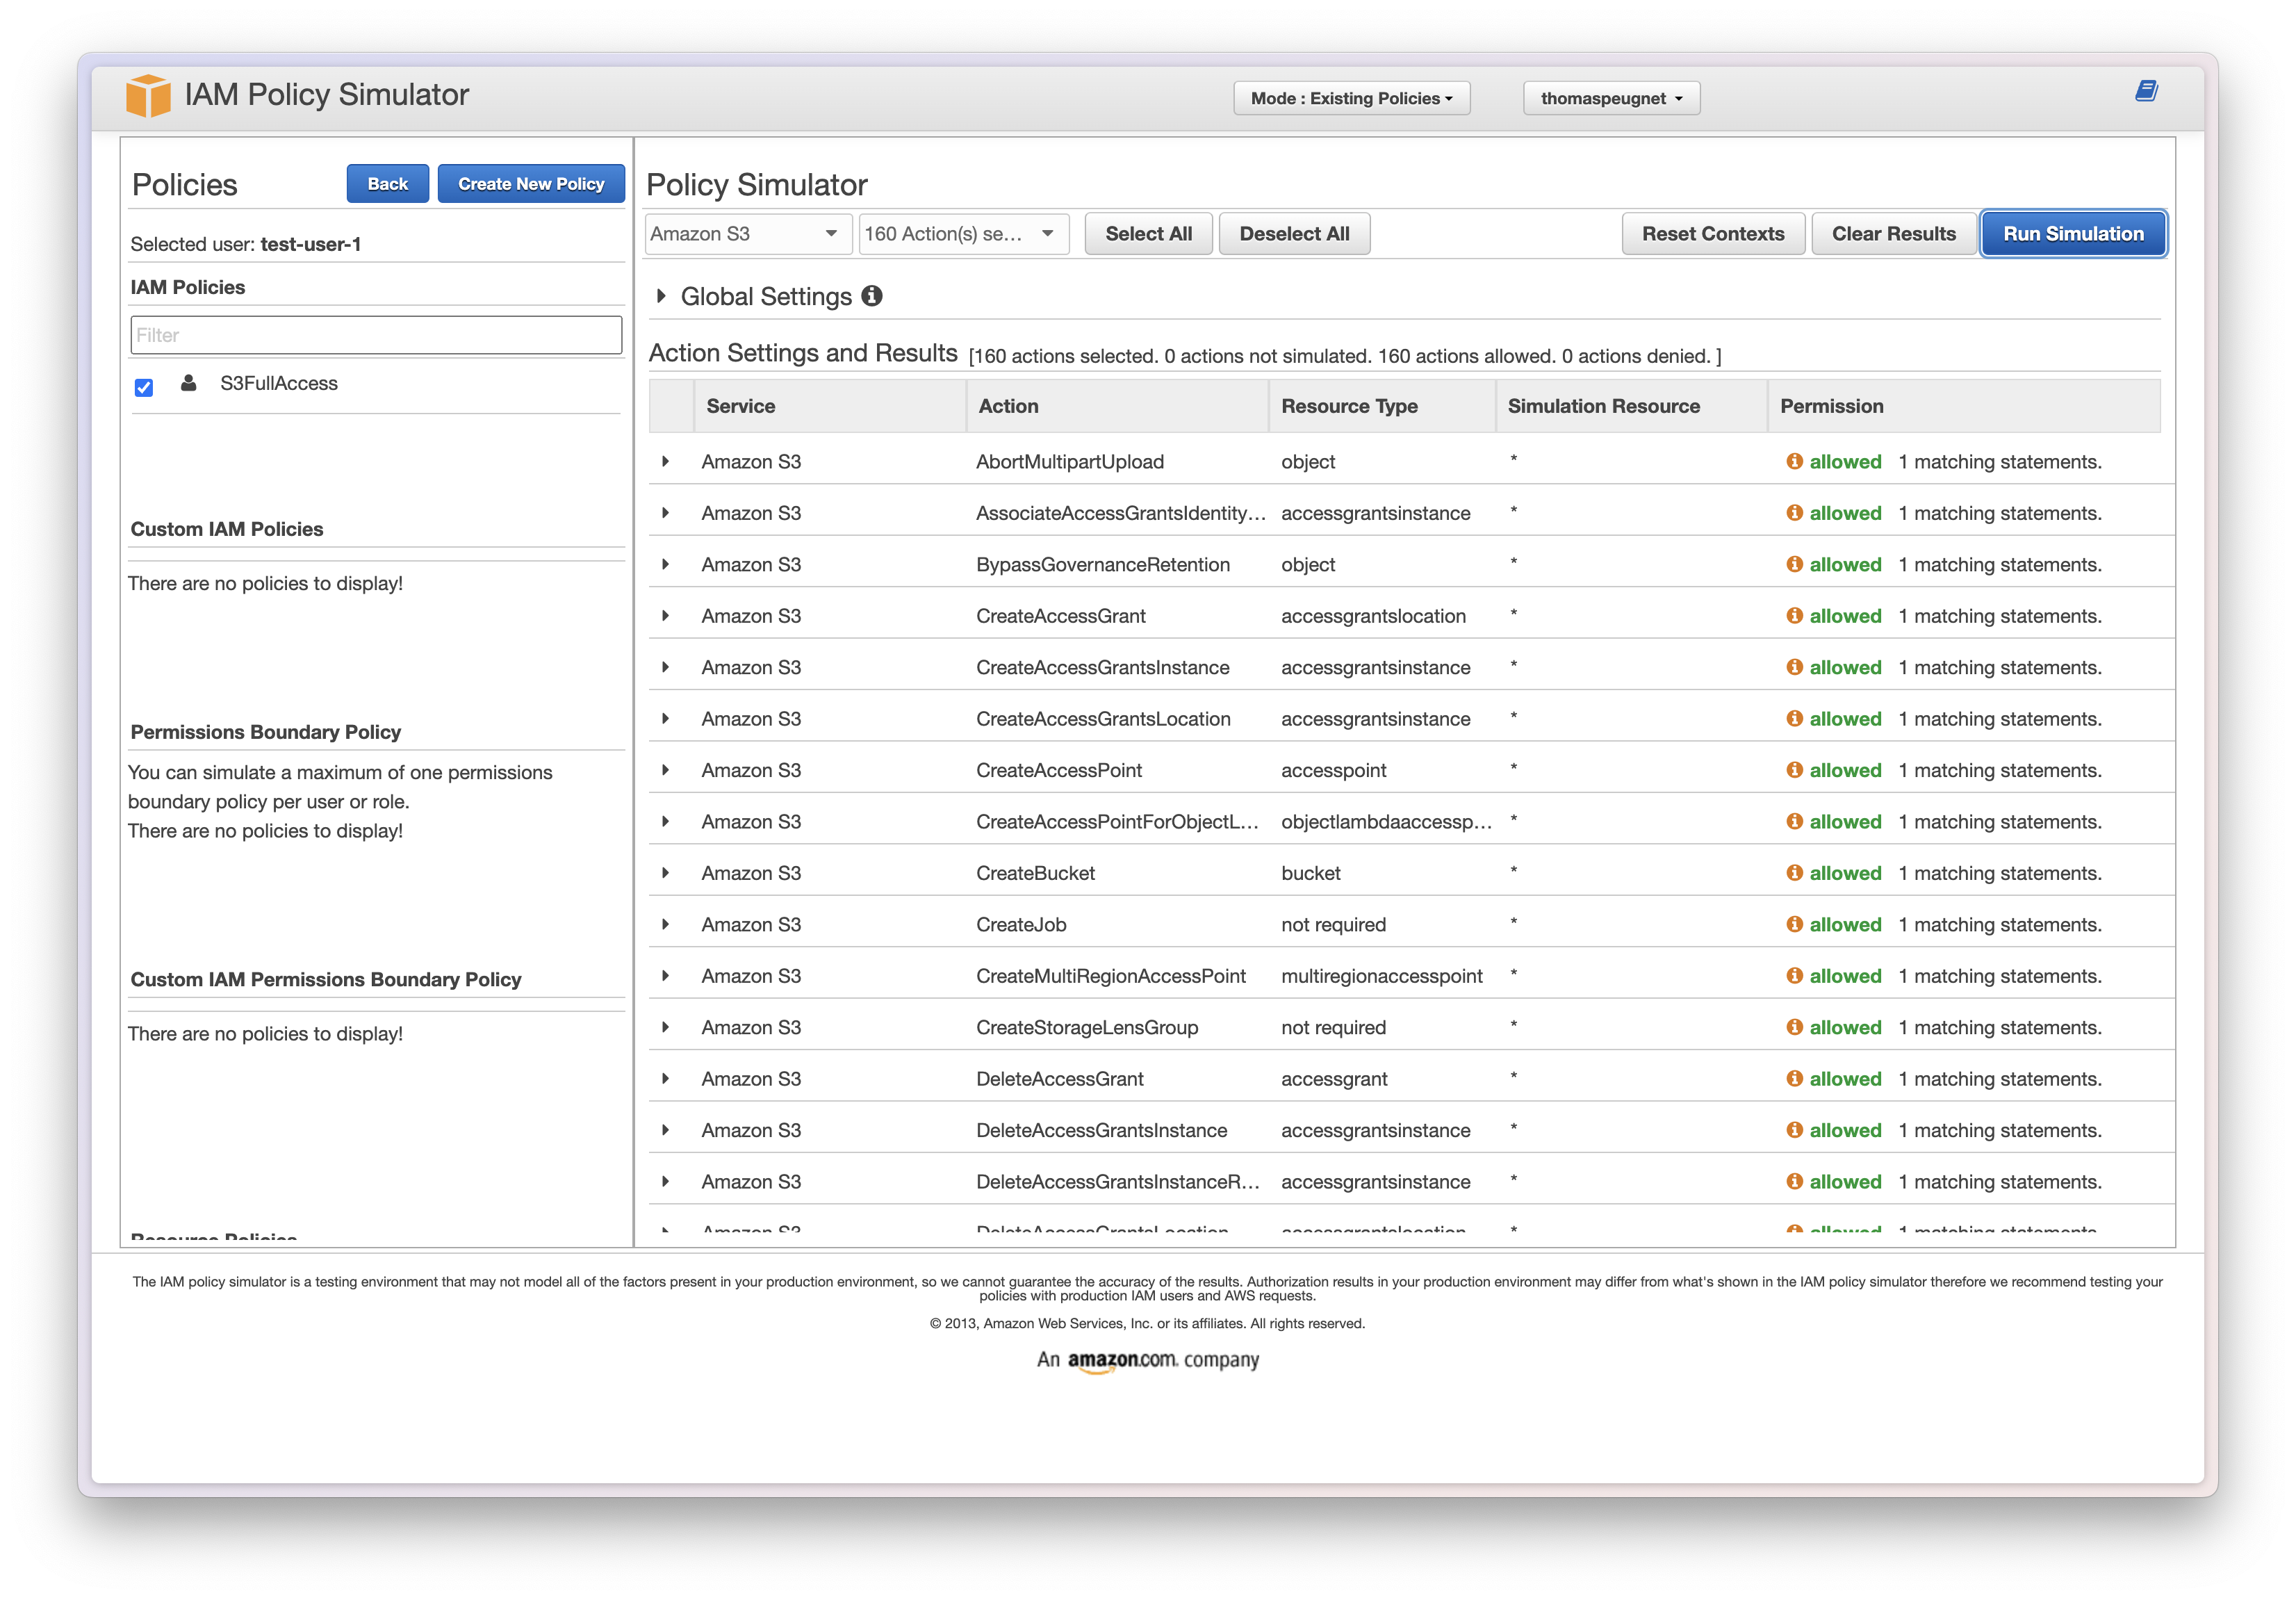 IAM Policy Simulator
Mode : Existing Policies
thomaspeugnet
Policies
Back
Create New Policy
Selected user: test-user-1
IAM Policies
Filter
S3FullAccess
Custom IAM Policies
There are no policies to display!
Permissions Boundary Policy
You can simulate a maximum of one permissions
boundary policy per user or role.
There are no policies to display!
Custom IAM Permissions Boundary Policy
There are no policies to display!
Resource Policies
Policy Simulator
Amazon S3
160 Action(s) se...
Select All
Deselect All
Reset Contexts
Clear Results
Run Simulation
Global Settings
Action Settings and Results [160 actions selected. 0 actions not simulated. 160 actions allowed. 0 actions denied. ]
Service Action Resource Type Simulation Resource Permission
Amazon S3 AbortMultipartUpload object * allowed 1 matching statements.
Amazon S3 AssociateAccessGrantsIdentity... accessgrantsinstance * allowed 1 matching statements.
Amazon S3 BypassGovernanceRetention object * allowed 1 matching statements.
Amazon S3 CreateAccessGrant accessgrantslocation * allowed 1 matching statements.
Amazon S3 CreateAccessGrantsInstance accessgrantsinstance * allowed 1 matching statements.
Amazon S3 CreateAccessGrantsLocation accessgrantsinstance * allowed 1 matching statements.
Amazon S3 CreateAccessPoint accesspoint * allowed 1 matching statements.
Amazon S3 CreateAccessPointForObjectL... objectlambdaaccessp... * allowed 1 matching statements.
Amazon S3 CreateBucket bucket * allowed 1 matching statements.
Amazon S3 CreateJob not required * allowed 1 matching statements.
Amazon S3 CreateMultiRegionAccessPoint multiregionaccesspoint * allowed 1 matching statements.
Amazon S3 CreateStorageLensGroup not required * allowed 1 matching statements.
Amazon S3 DeleteAccessGrant accessgrant * allowed 1 matching statements.
Amazon S3 DeleteAccessGrantsInstance accessgrantsinstance * allowed 1 matching statements.
Amazon S3 DeleteAccessGrantsInstanceR... accessgrantsinstance * allowed 1 matching statements.
Amazon S3 DeleteAccessGrantsLocation accessgrantslocation * allowed 1 matching statements.
The IAM policy simulator is a testing environment that may not model all of the factors present in your production environment, so we cannot guarantee the accuracy of the results. Authorization results in your production environment may differ from what's shown in the IAM policy simulator therefore we recommend testing your
policies with production IAM users and AWS requests.
© 2013, Amazon Web Services, Inc. or its affiliates. All rights reserved.
An amazon.com. company